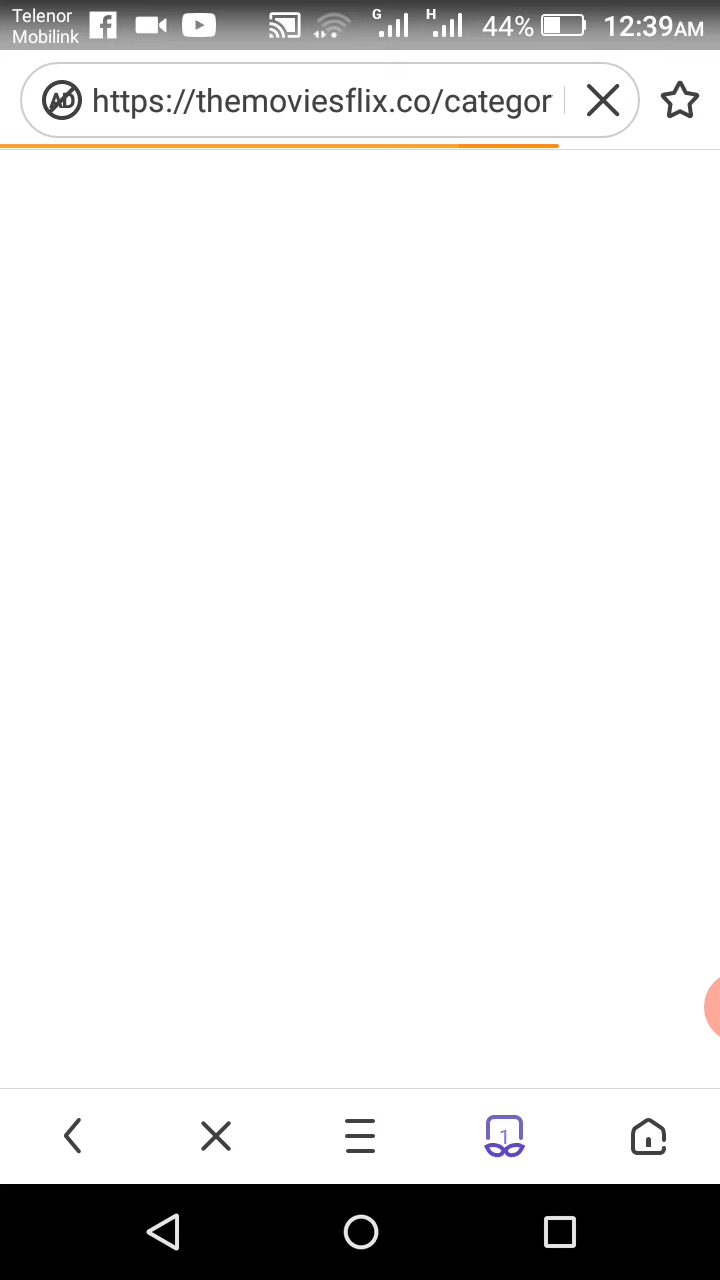 Telenor
Mobilink
G
H
44%
12:39AM
AD
https://themoviesflix.co/categor
1